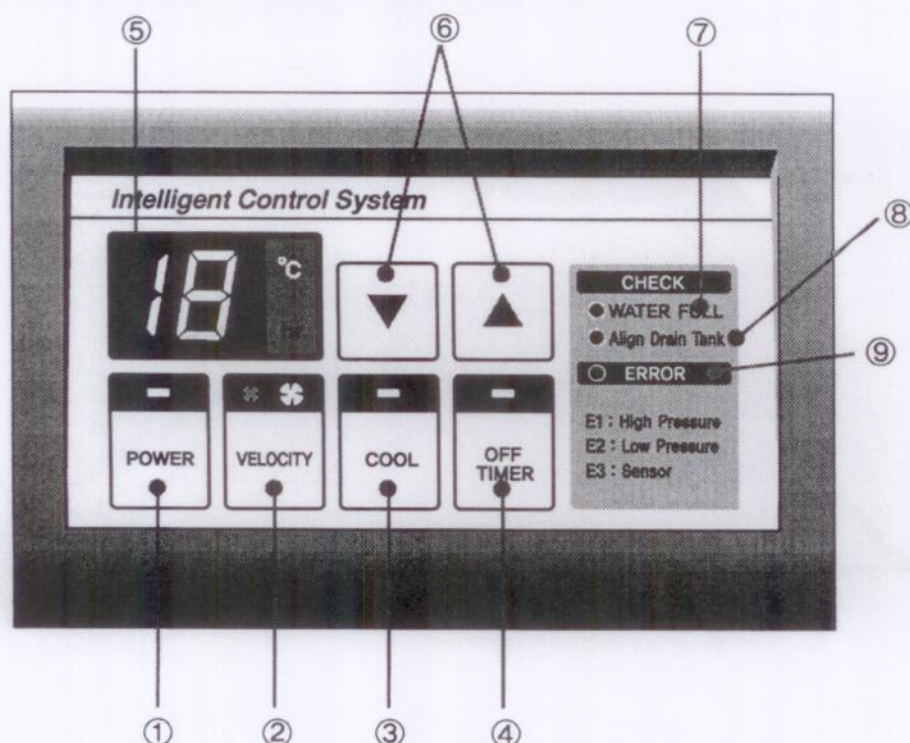 ⑤ ⑥ ⑦
Intelligent Control System
⑧
18 °C
hr
▼ ▲
CHECK
WATER FULL
Align Drain Tank
⑨
ERROR
E1 : High Pressure
E2 : Low Pressure
E3 : Sensor
POWER
VELOCITY
COOL
OFF
TIMER
① ② ③ ④